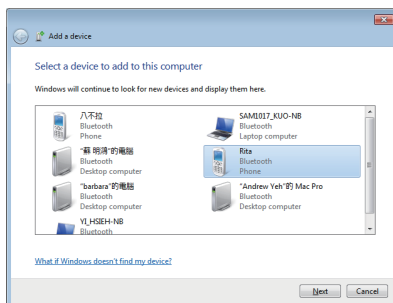 Add a device
Select a device to add to this computer
Windows will continue to look for new devices and display them here.
八不拉
Bluetooth
Phone
SAM1017_KUO-NB
Bluetooth
Laptop computer
"蘇 明鴻"的電腦
Bluetooth
Desktop computer
Rita
Bluetooth
Phone
"barbara"的電腦
Bluetooth
Desktop computer
"Andrew Yeh"的 Mac Pro
Bluetooth
Desktop computer
YI_HSIEH-NB
Bluetooth
What if Windows doesn't find my device?
Next
Cancel